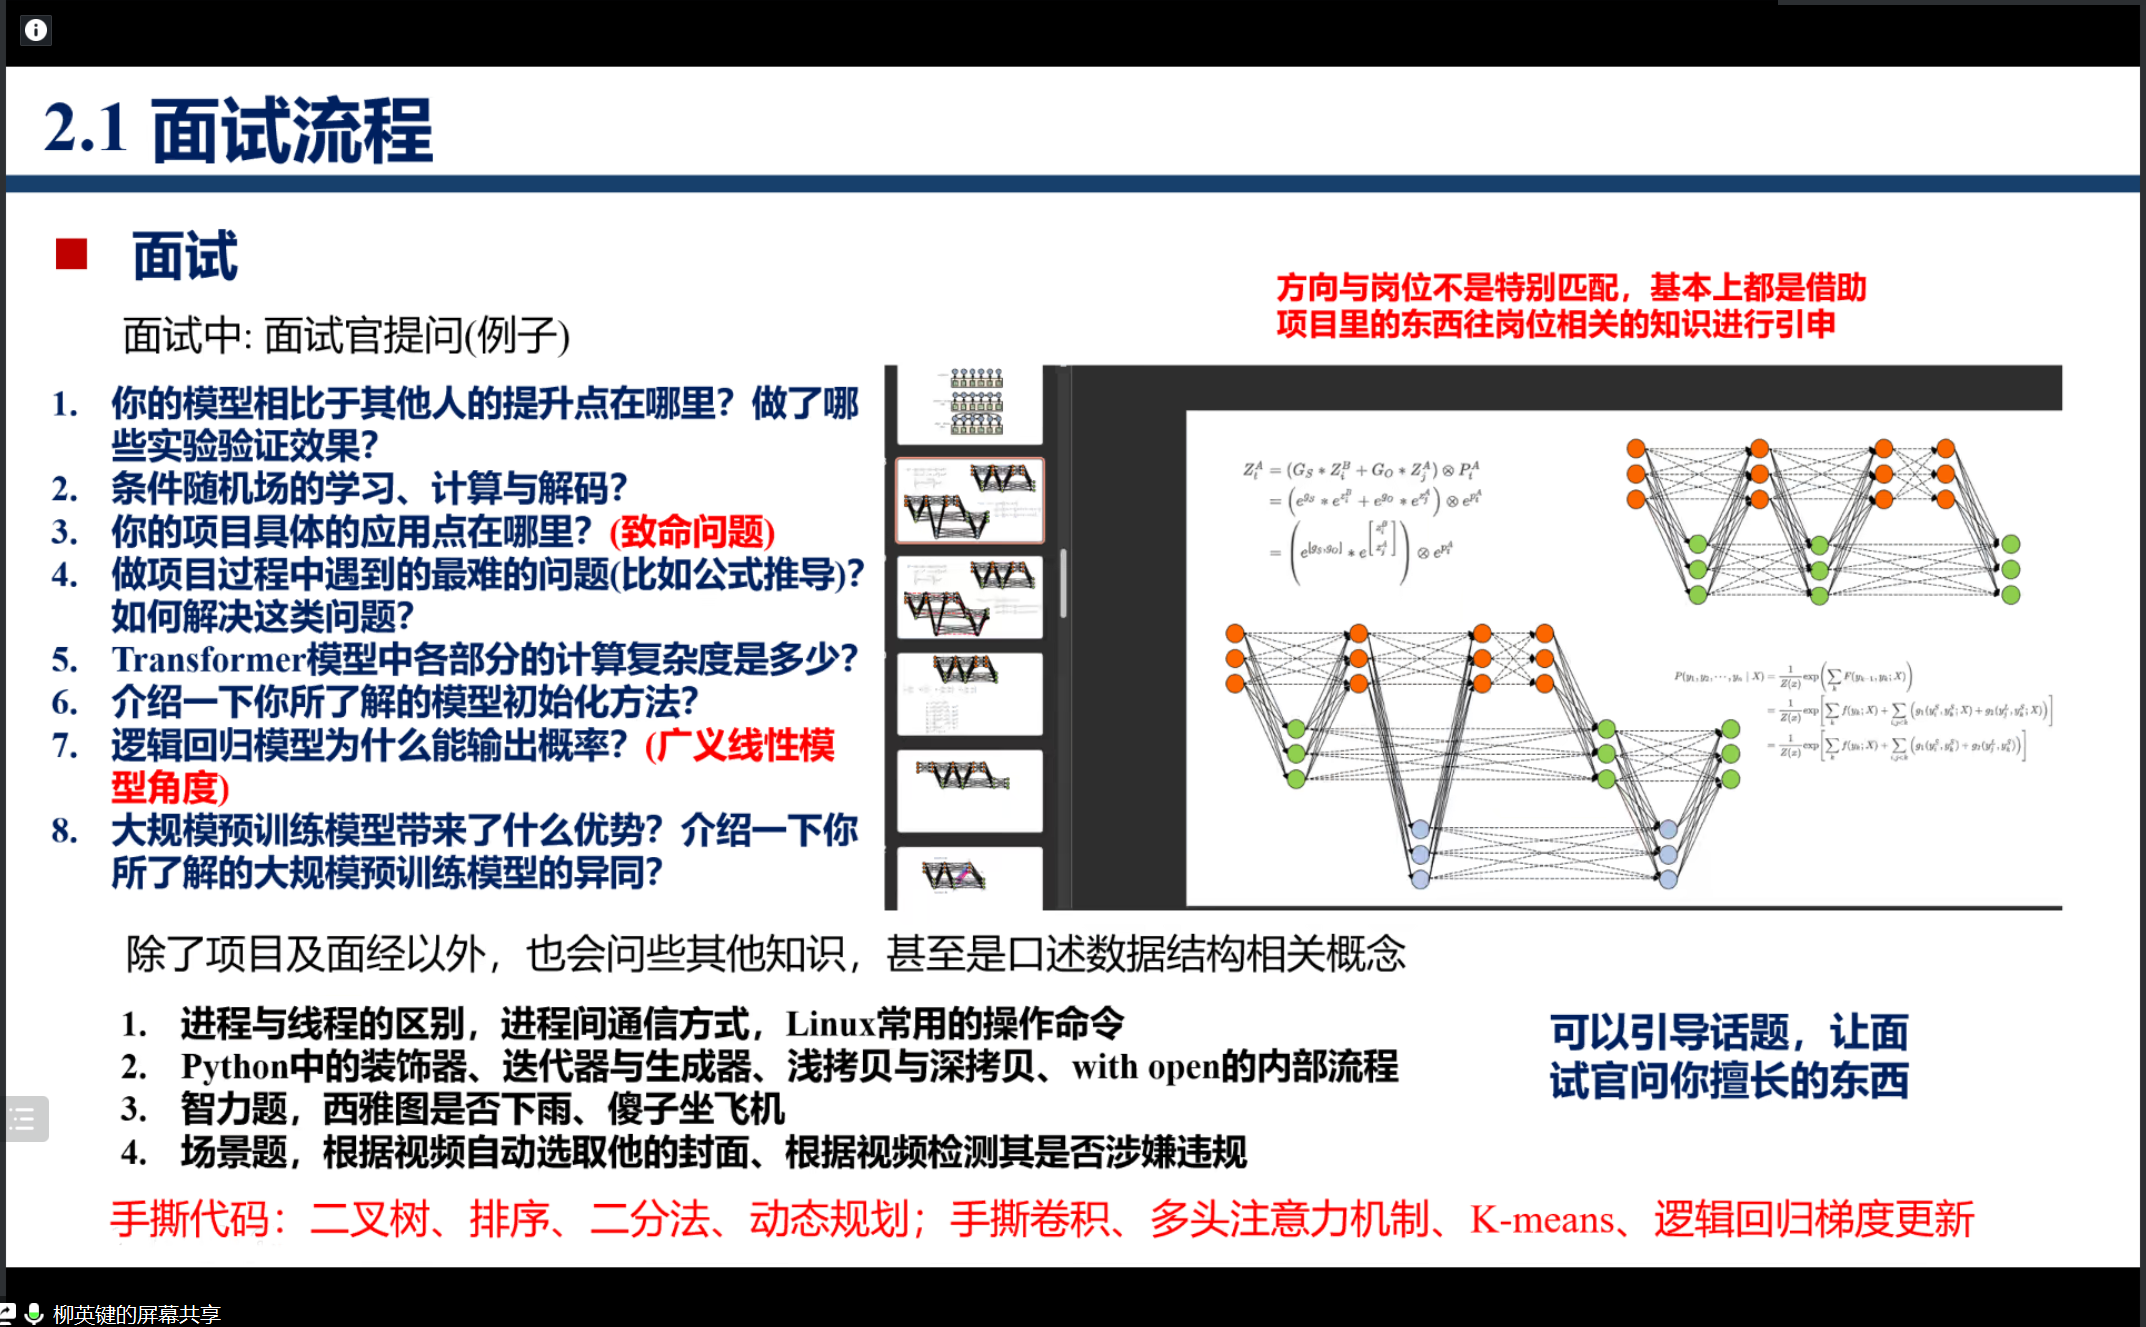 2.1 面试流程
面试
面试中: 面试官提问(例子)
方向与岗位不是特别匹配，基本上都是借助
项目里的东西往岗位相关的知识进行引申
1. 你的模型相比于其他人的提升点在哪里？做了哪
些实验验证效果？
2. 条件随机场的学习、计算与解码？
3. 你的项目具体的应用点在哪里？(致命问题)
4. 做项目过程中遇到的最难的问题(比如公式推导)？
如何解决这类问题？
5. Transformer模型中各部分的计算复杂度是多少？
6. 介绍一下你所了解的模型初始化方法？
7. 逻辑回归模型为什么能输出概率？(广义线性模
型角度)
8. 大规模预训练模型带来了什么优势？介绍一下你
所了解的大规模预训练模型的异同？
除了项目及面经以外，也会问些其他知识，甚至是口述数据结构相关概念
1. 进程与线程的区别，进程间通信方式，Linux常用的操作命令
2. Python中的装饰器、迭代器与生成器、浅拷贝与深拷贝、with open的内部流程
3. 智力题，西雅图是否下雨、傻子坐飞机
4. 场景题，根据视频自动选取他的封面、根据视频检测其是否涉嫌违规
可以引导话题，让面
试官问你擅长的东西
手撕代码：二叉树、排序、二分法、动态规划；手撕卷积、多头注意力机制、K-means、逻辑回归梯度更新
柳英键的屏幕共享